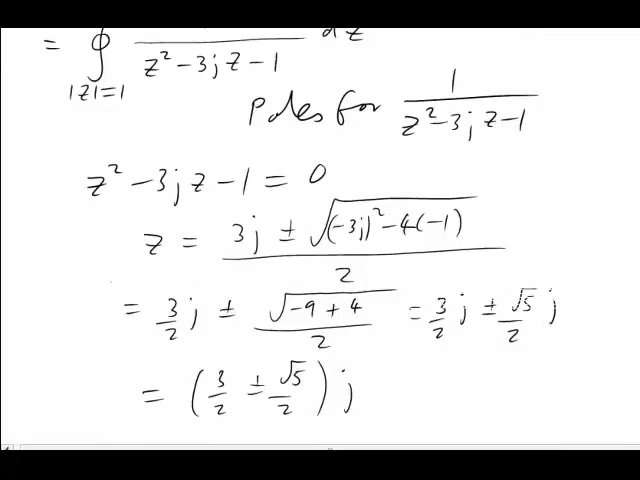 = ∮ ――― dz
z² − 3j z − 1
|z|=1
Poles for 1 / (z² − 3j z − 1)
z² − 3j z − 1 = 0
z = (3j ± √((−3j)² − 4(−1))) / 2
= 3/2 j ± √(−9 + 4) / 2 = 3/2 j ± √5/2 j
= (3/2 ± √5/2) j